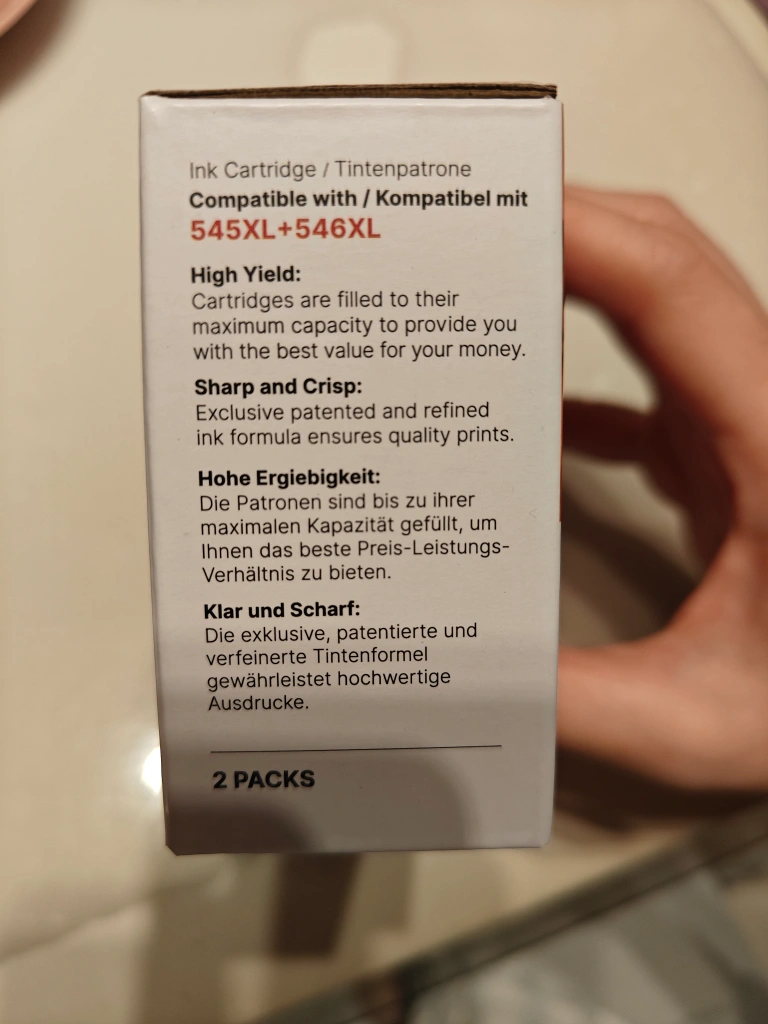 Ink Cartridge / Tintenpatrone
Compatible with / Kompatibel mit
545XL+546XL
High Yield:
Cartridges are filled to their
maximum capacity to provide you
with the best value for your money.
Sharp and Crisp:
Exclusive patented and refined
ink formula ensures quality prints.
Hohe Ergiebigkeit:
Die Patronen sind bis zu ihrer
maximalen Kapazität gefüllt, um
Ihnen das beste Preis-Leistungs-
Verhältnis zu bieten.
Klar und Scharf:
Die exklusive, patentierte und
verfeinerte Tintenformel
gewährleistet hochwertige
Ausdrucke.
2 PACKS